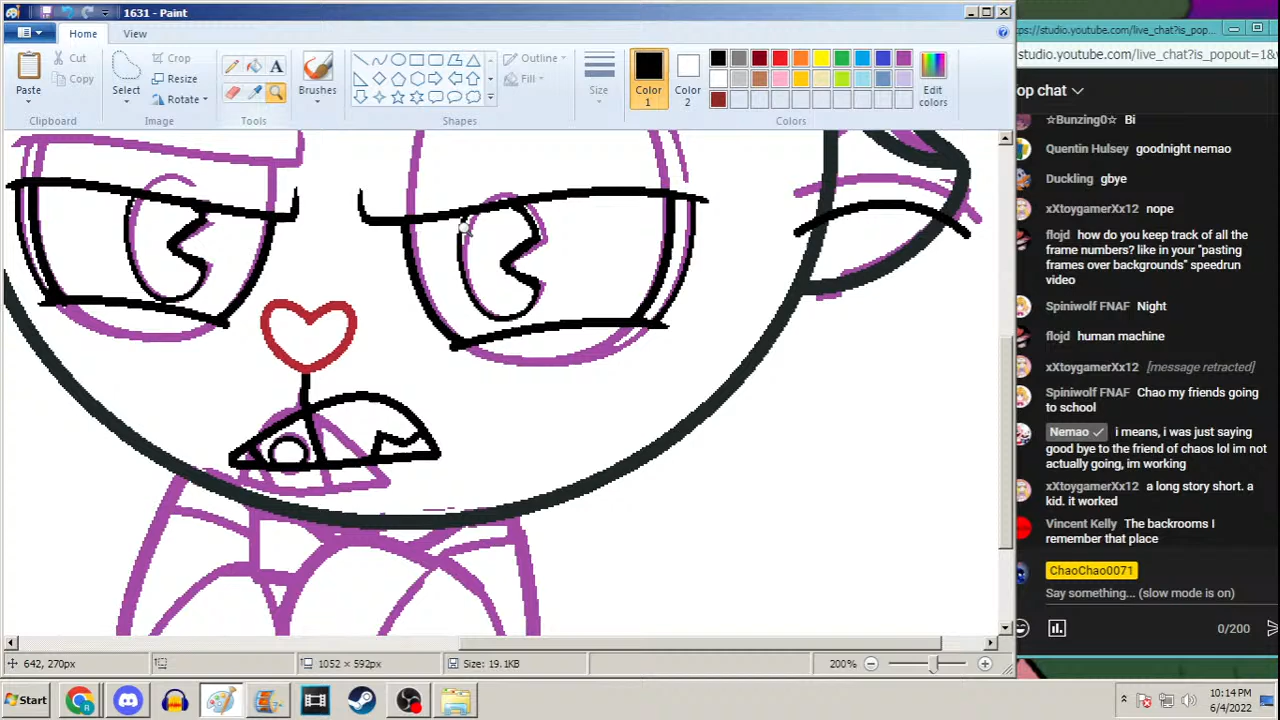 1631 - Paint
studio.youtube.com/live_chat?is_pop...
studio.youtube.com/live_chat?is_popout=1&
Home
View
Paste
Cut
Copy
Clipboard
Select
Crop
Resize
Rotate
Image
Tools
Brushes
Outline
Fill
Shapes
Size
Color
1
Color
2
Edit
colors
Colors
op chat
☆Bunzing0☆ Bi
Quentin Hulsey goodnight nemao
Duckling gbye
xXtoygamerXx12 nope
flojd how do you keep track of all the
frame numbers? like in your "pasting
frames over backgrounds" speedrun
video
Spiniwolf FNAF Night
flojd human machine
xXtoygamerXx12 [message retracted]
Spiniwolf FNAF Chao my friends going
to school
Nemao i means, i was just saying
good bye to the friend of chaos lol im not
actually going, im working
xXtoygamerXx12 a long story short. a
kid. it worked
Vincent Kelly The backrooms I
remember that place
ChaoChao0071
Say something... (slow mode is on)
0/200
642, 270px
1052 × 592px
Size: 19.1KB
200%
Start
10:14 PM
6/4/2022